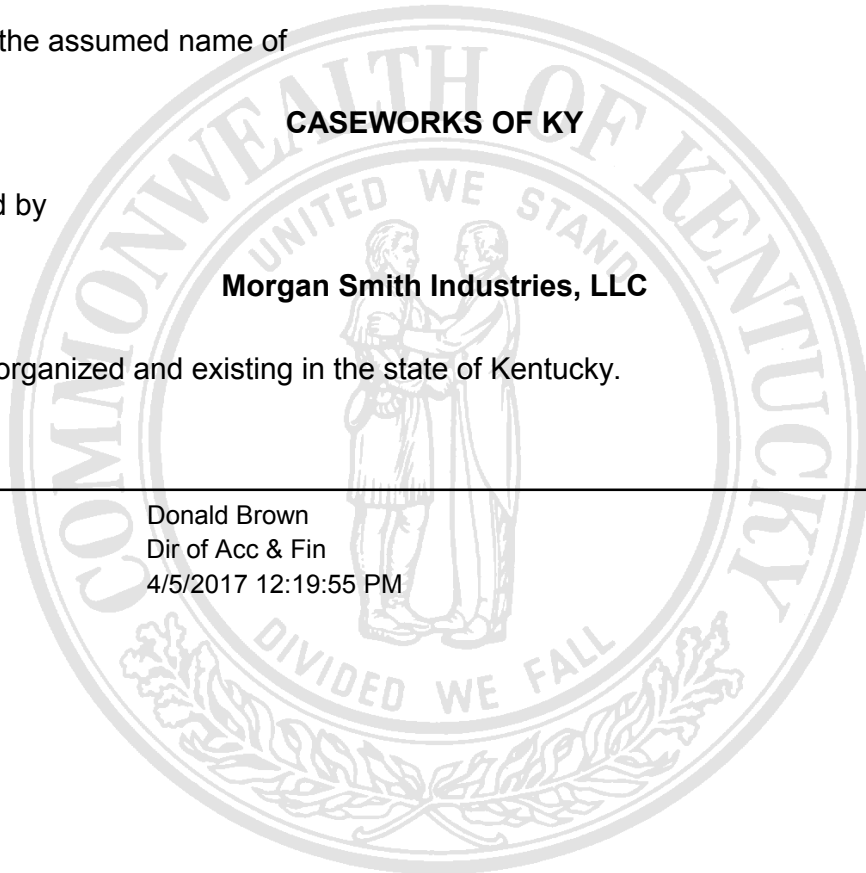 the assumed name of
CASEWORKS OF KY
d by
Morgan Smith Industries, LLC
organized and existing in the state of Kentucky.
Donald Brown
Dir of Acc & Fin
4/5/2017 12:19:55 PM
COMMONWEALTH OF KENTUCKY
UNITED WE STAND
DIVIDED WE FALL